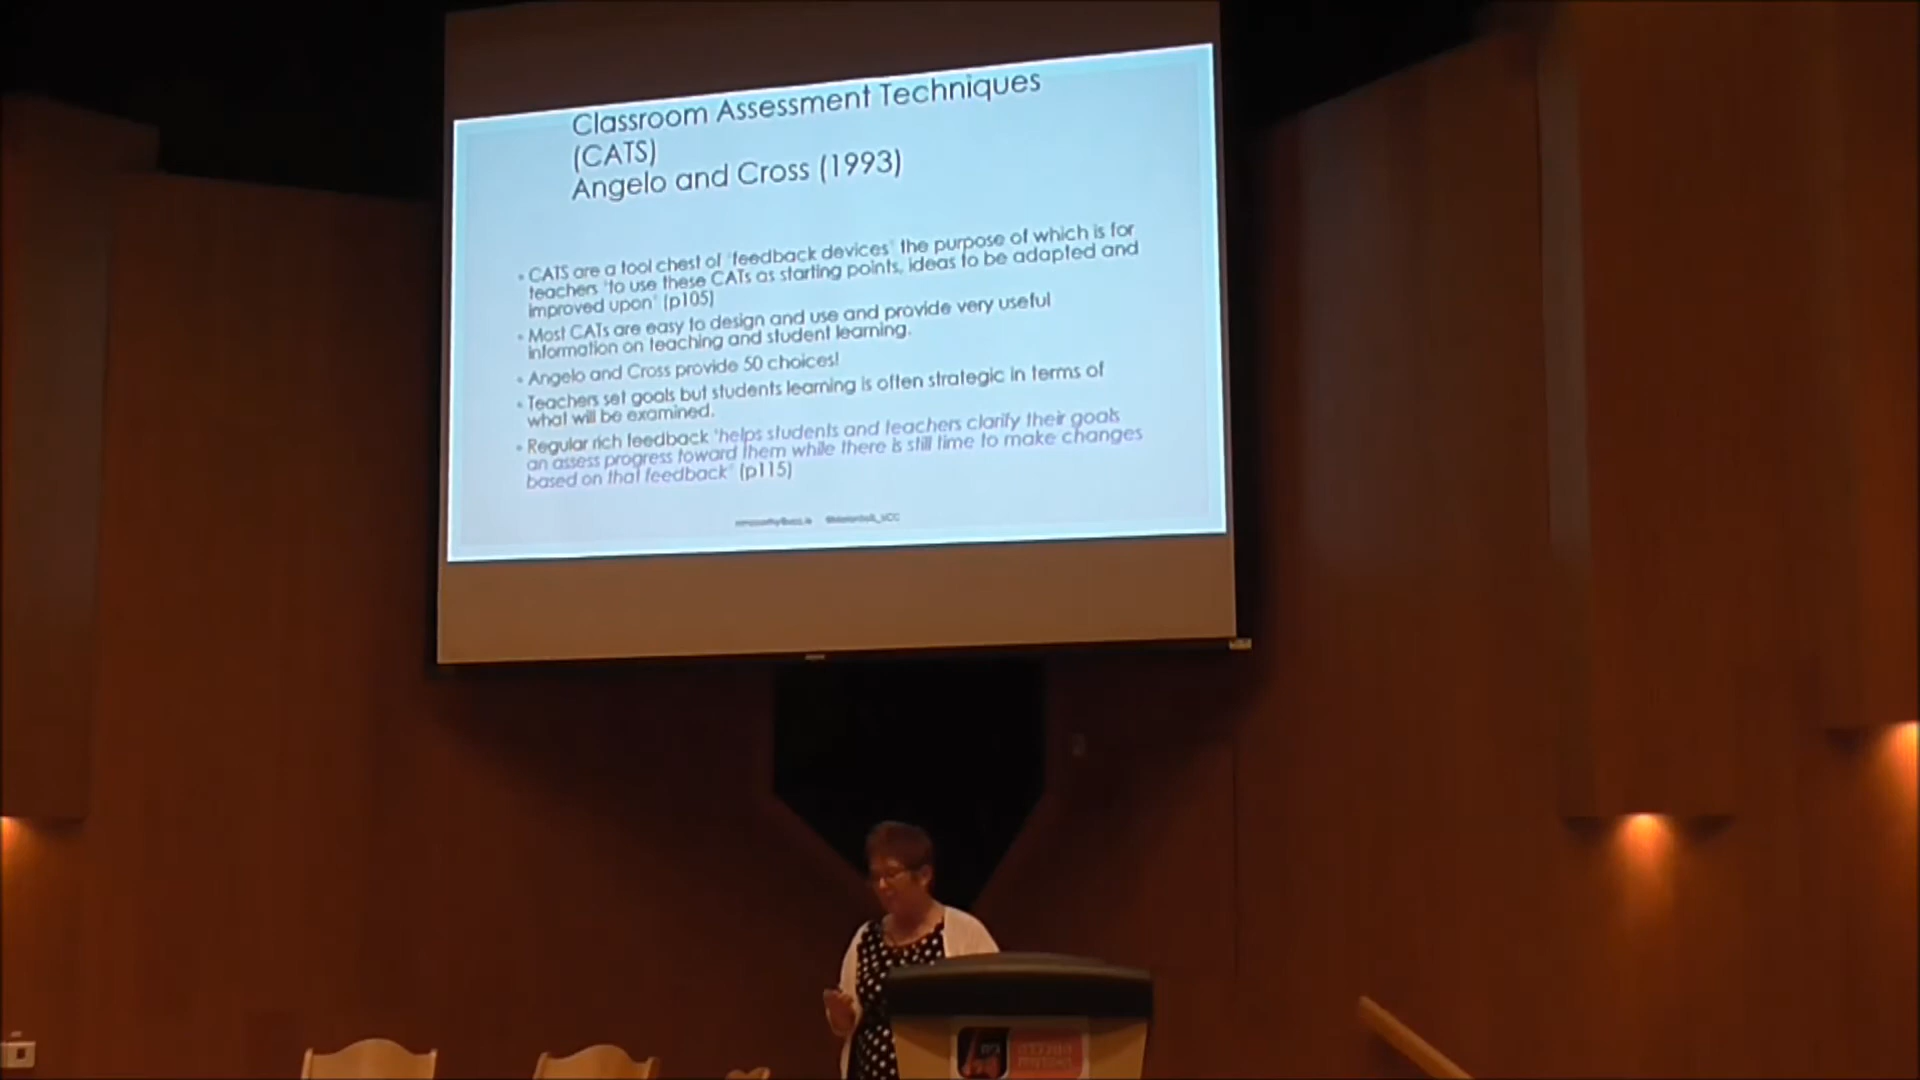 Classroom Assessment Techniques
(CATS)
Angelo and Cross (1993)
CATS are a tool chest of 'feedback devices' the purpose of which is for
teachers 'to use these CATs as starting points, ideas to be adapted and
improved upon' (p105)
Most CATs are easy to design and use and provide very useful
information on teaching and student learning.
Angelo and Cross provide 50 choices!
Teachers set goals but students learning is often strategic in terms of
what will be examined.
Regular rich feedback 'helps students and teachers clarify their goals
an assess progress toward them while there is still time to make changes
based on that feedback' (p115)